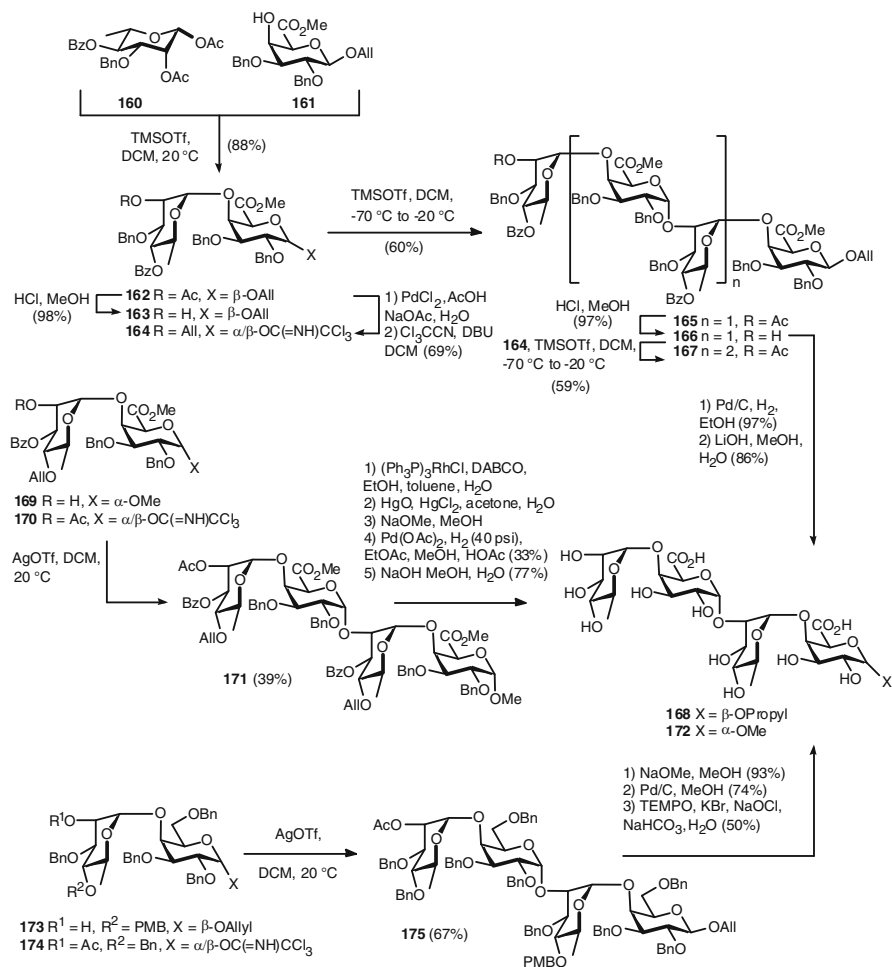 HO
CO2Me
BzO
OAc
BnO
OAc
O
O
OAll
BnO
BnO
160
161
TMSOTf,
DCM, 20 °C
(88%)
RO
O
CO2Me
BnO
O
BnO
O
BzO
BnO
X
TMSOTf, DCM,
-70 °C to -20 °C
(60%)
RO
O
CO2Me
O
BnO
O
BnO
BzO
BnO
O
O
CO2Me
BnO
O
BnO
O
OAll
BzO
BnO
n
HCl, MeOH
(98%)
162 R = Ac, X = β-OAll
163 R = H, X = β-OAll
164 R = All, X = α/β-OC(=NH)CCl3
1) PdCl2, AcOH
NaOAc, H2O
2) Cl3CCN, DBU
DCM (69%)
HCl, MeOH
(97%)
165 n = 1, R = Ac
166 n = 1, R = H
167 n = 2, R = Ac
164, TMSOTf, DCM,
-70 °C to -20 °C
(59%)
1) Pd/C, H2,
EtOH (97%)
2) LiOH, MeOH,
H2O (86%)
RO
O
CO2Me
BzO
O
BnO
O
AllO
BnO
X
169 R = H, X = α-OMe
170 R = Ac, X = α/β-OC(=NH)CCl3
AgOTf, DCM,
20 °C
1) (Ph3P)3RhCl, DABCO,
EtOH, toluene, H2O
2) HgO, HgCl2, acetone, H2O
3) NaOMe, MeOH
4) Pd(OAc)2, H2 (40 psi),
EtOAc, MeOH, HOAc (33%)
5) NaOH MeOH, H2O (77%)
AcO
O
CO2Me
BzO
O
BnO
O
AllO
BnO
O
O
CO2Me
BzO
O
BnO
O
AllO
BnO
OMe
171 (39%)
HO
O
CO2H
HO
O
HO
O
HO
HO
O
O
CO2H
HO
O
HO
O
HO
HO
X
168 X = β-OPropyl
172 X = α-OMe
1) NaOMe, MeOH (93%)
2) Pd/C, MeOH (74%)
3) TEMPO, KBr, NaOCl,
NaHCO3, H2O (50%)
R1O
O
OBn
BnO
O
BnO
O
R2O
BnO
X
173 R1 = H, R2 = PMB, X = β-OAllyl
174 R1 = Ac, R2 = Bn, X = α/β-OC(=NH)CCl3
AgOTf,
DCM, 20 °C
AcO
O
OBn
BnO
O
BnO
O
BnO
BnO
O
O
OBn
BnO
O
BnO
O
OAll
PMBO
BnO
175 (67%)